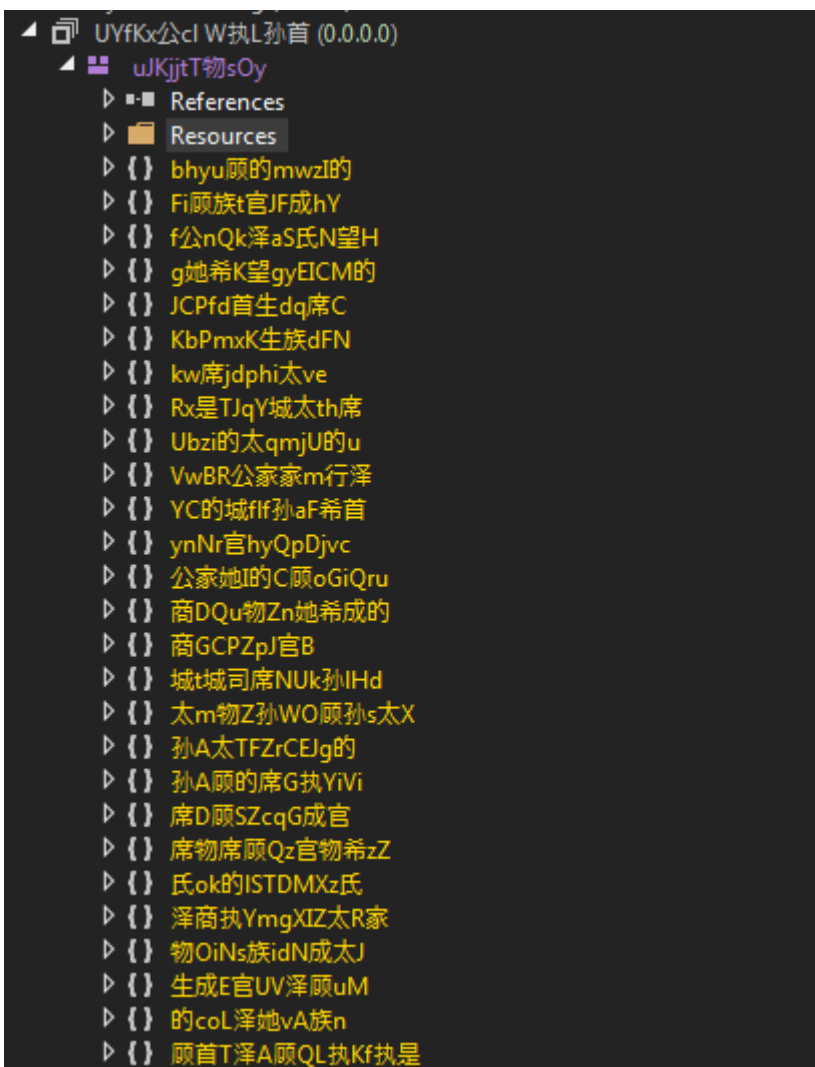 UYfKx公cI W执L孙首 (0.0.0.0)
uJKjjtT物sOy
References
Resources
{} bhyu顾的mwzI的
{} Fi顾族t官JF成hY
{} f公nQk泽aS氏N望H
{} g她希K望gyEICM的
{} JCPfd首生dq席C
{} KbPmxK生族dFN
{} kw席jdphi太ve
{} Rx是TJqY城太th席
{} Ubzi的太qmjU的u
{} VwBR公家家m行泽
{} YC的城fIf孙aF希首
{} ynNr官hyQpDjvc
{} 公家她I的C顾oGiQru
{} 商DQu物Zn她希成的
{} 商GCPZpJ官B
{} 城t城司席NUk孙IHd
{} 太m物Z孙WO顾孙s太X
{} 孙A太TFZrCEJg的
{} 孙A顾的席G执YiVi
{} 席D顾SZcqG成官
{} 席物席顾Qz官物希zZ
{} 氏ok的ISTDMXz氏
{} 泽商执YmgXIZ太R家
{} 物OiNs族idN成太J
{} 生成E官UV泽顾uM
{} 的coL泽她vA族n
{} 顾首T泽A顾QL执Kf执是